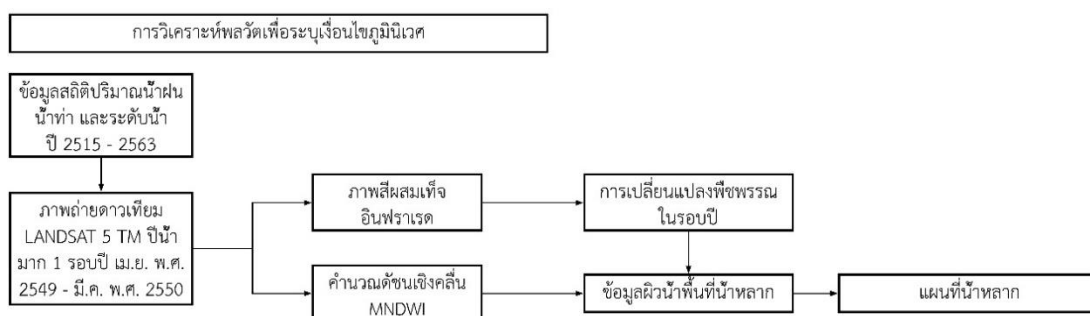 การวิเคราะห์พลวัตเพื่อระบุเงื่อนไขภูมินิเวศ
ข้อมูลสถิติปริมาณน้ำฝน
น้ำท่า และระดับน้ำ
ปี 2515 - 2563
ภาพถ่ายดาวเทียม
LANDSAT 5 TM ปีน้ำ
มาก 1 รอบปี เม.ย. พ.ศ.
2549 - มี.ค. พ.ศ. 2550
ภาพสีผสมเท็จ
อินฟราเรด
การเปลี่ยนแปลงพืชพรรณ
ในรอบปี
คำนวณดัชนเชิงคลื่น
MNDWI
ข้อมูลผิวน้ำพื้นที่น้ำหลาก
แผนที่น้ำหลาก